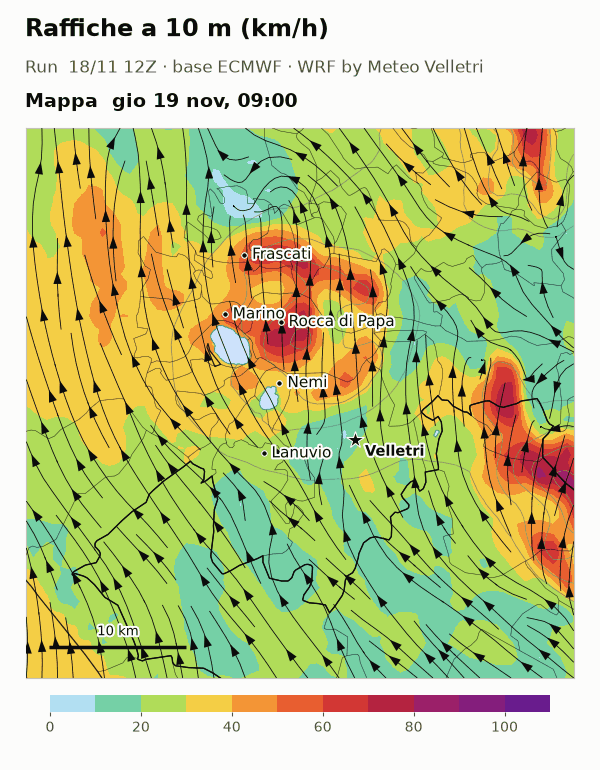 Raffiche a 10 m (km/h)
Run  18/11 12Z · base ECMWF · WRF by Meteo Velletri
Mappa  gio 19 nov, 09:00
Frascati
Marino
Rocca di Papa
Nemi
Velletri
Lanuvio
10 km
0 20 40 60 80 100